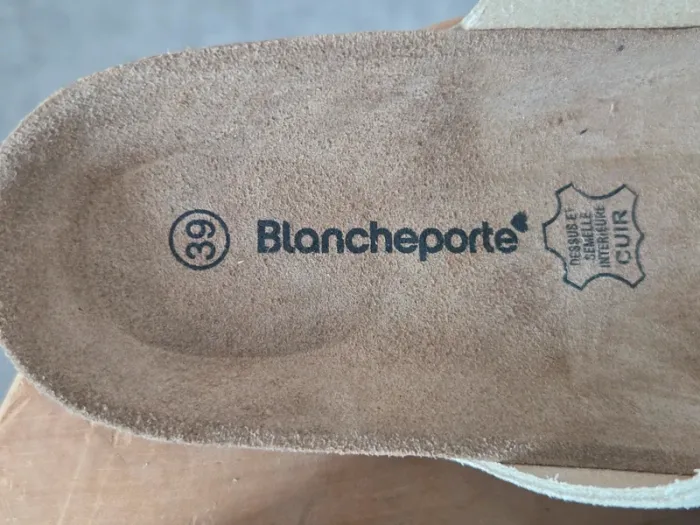 39
Blancheporte
DESSUS ET
SEMELLE
INTERIEURE
CUIR